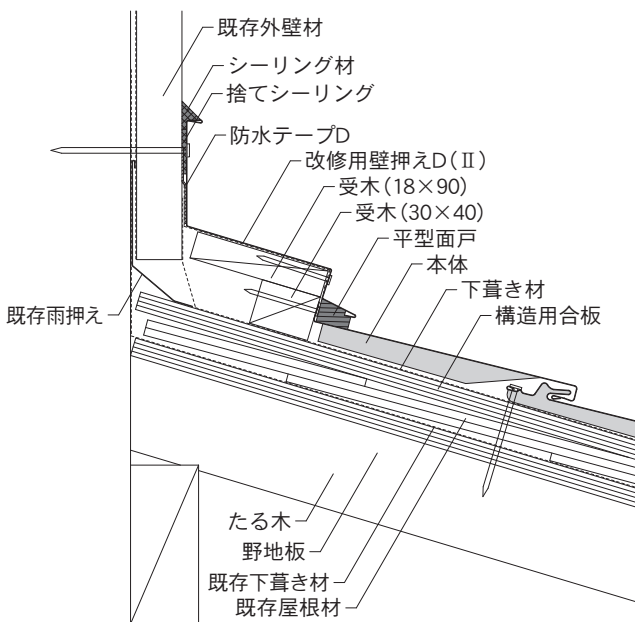 既存外壁材
シーリング材
捨てシーリング
防水テープD
改修用壁押えD(Ⅱ)
受木(18×90)
受木(30×40)
平型面戸
本体
下葺き材
構造用合板
既存雨押え
たる木
野地板
既存下葺き材
既存屋根材